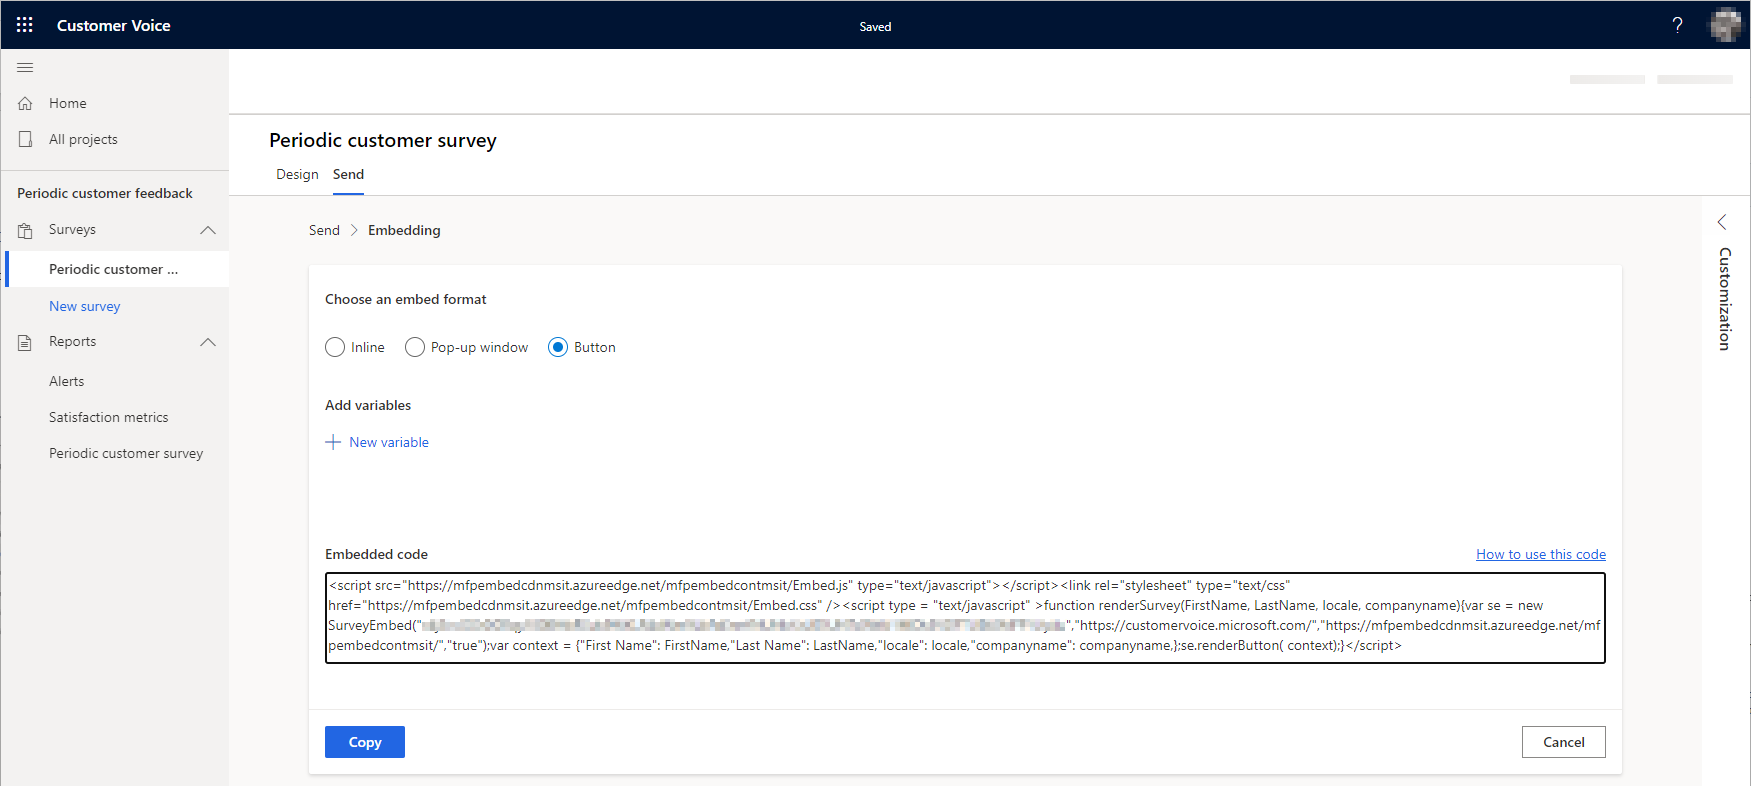 Customer Voice
Saved
?
Home
All projects
Periodic customer feedback
Surveys
Periodic customer ...
New survey
Reports
Alerts
Satisfaction metrics
Periodic customer survey
Periodic customer survey
Design Send
Send > Embedding
Choose an embed format
Inline Pop-up window Button
Add variables
+ New variable
Embedded code
How to use this code
<script src="https://mfpembedcdnmsit.azureedge.net/mfpembedcontmsit/Embed.js" type="text/javascript"></script><link rel="stylesheet" type="text/css"
href="https://mfpembedcdnmsit.azureedge.net/mfpembedcontmsit/Embed.css" /><script type = "text/javascript" >function renderSurvey(FirstName, LastName, locale, companyname){var se = new
SurveyEmbed(" ","https://customervoice.microsoft.com/","https://mfpembedcdnmsit.azureedge.net/mf
pembedcontmsit/","true");var context = {"First Name": FirstName,"Last Name": LastName,"locale": locale,"companyname": companyname,};se.renderButton( context);}</script>
Copy
Cancel
Customization